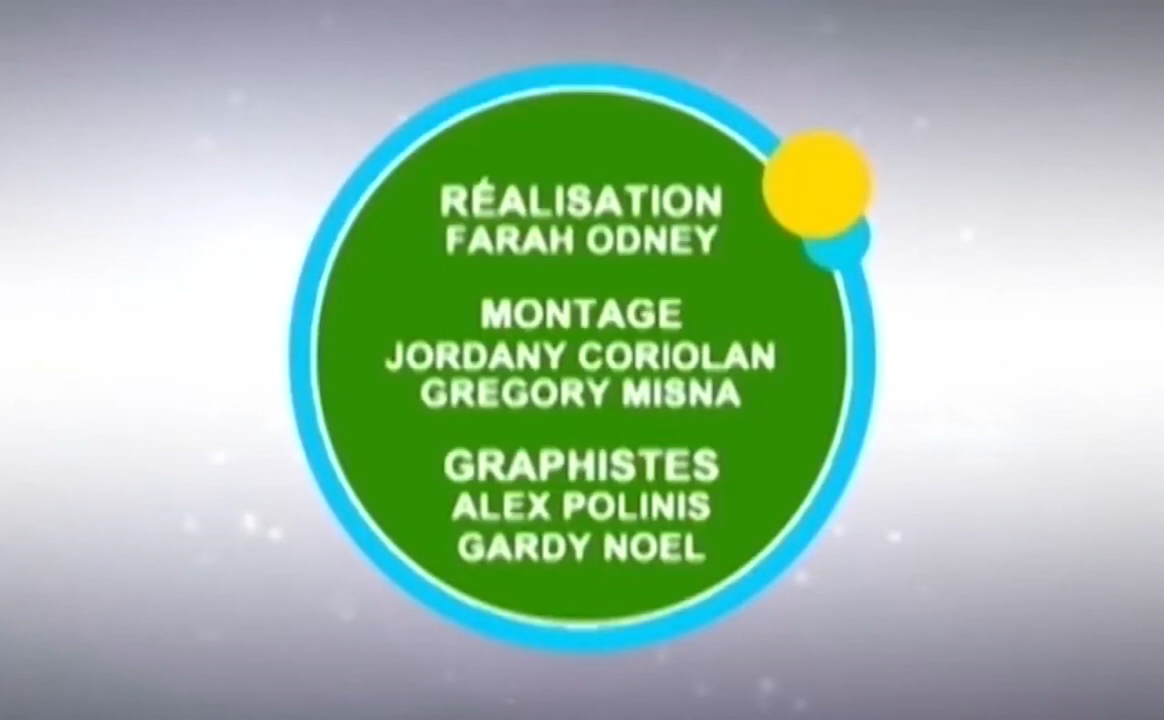 RÉALISATION
FARAH ODNEY
MONTAGE
JORDANY CORIOLAN
GREGORY MISNA
GRAPHISTES
ALEX POLINIS
GARDY NOEL